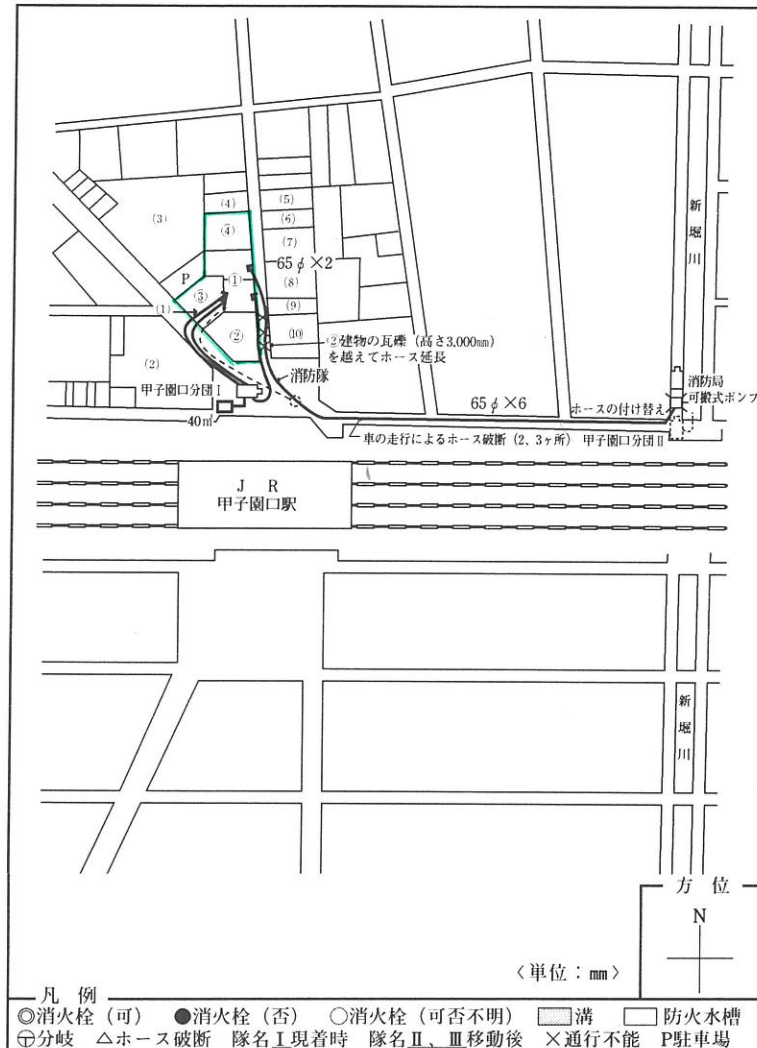 新堀川
(4)
(5)
(3)
④
(6)
(7)
P
65φ×2
①
(8)
③
(1)
(9)
②
(10)
②建物の瓦礫（高さ3,000㎜）
を越えてホース延長
(2)
消防隊
消防局
可搬式ポンプ
甲子園口分団Ⅰ
65φ×6
ホースの付け替え
40㎥
車の走行によるホース破断（2、3ヶ所）
甲子園口分団Ⅱ
J R
甲子園口駅
新堀川
方位
N
〈単位：㎜〉
凡例
◎消火栓（可） ●消火栓（否） ○消火栓（可否不明） 溝 防火水槽
分岐 △ホース破断 隊名Ⅰ現着時 隊名Ⅱ、Ⅲ移動後 ×通行不能 P駐車場